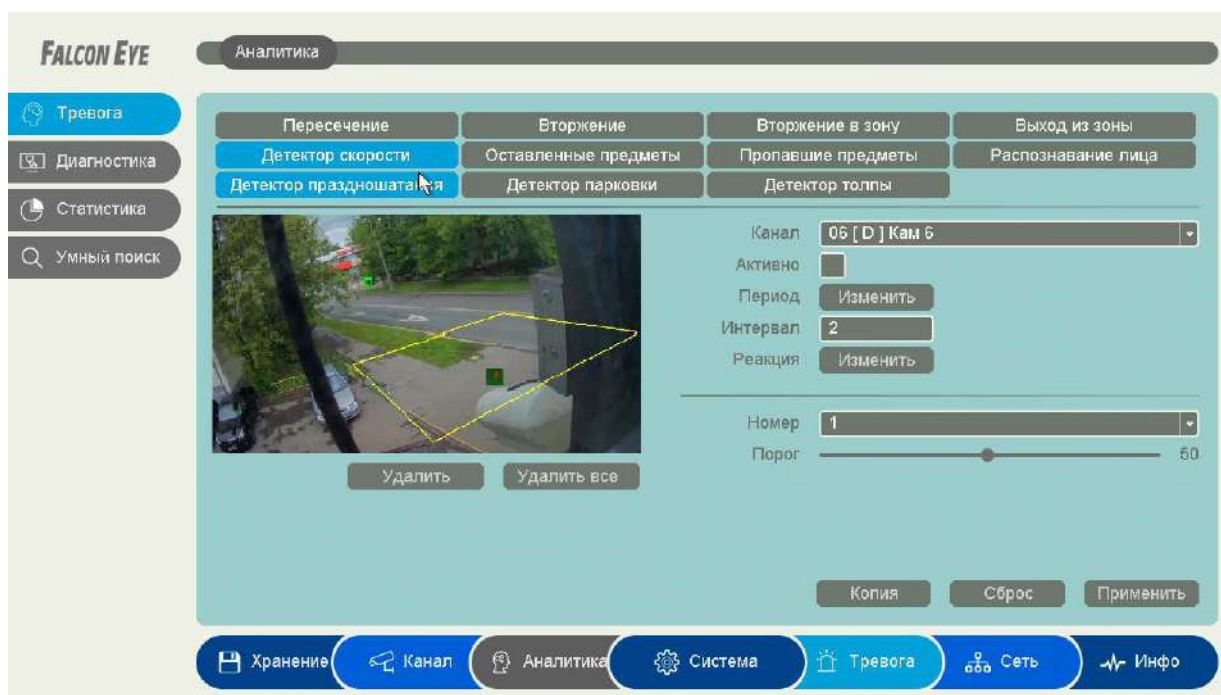 FALCON EYE
Аналитика
Тревога
Диагностика
Статистика
Умный поиск
Пересечение
Вторжение
Вторжение в зону
Выход из зоны
Детектор скорости
Оставленные предметы
Пропавшие предметы
Распознавание лица
Детектор праздношатания
Детектор парковки
Детектор толпы
Канал 06 [ D ] Кам 6
Активно
Период Изменить
Интервал 2
Реакция Изменить
Номер 1
Порог 50
Удалить
Удалить все
Копия
Сброс
Применить
Хранение
Канал
Аналитика
Система
Тревога
Сеть
Инфо